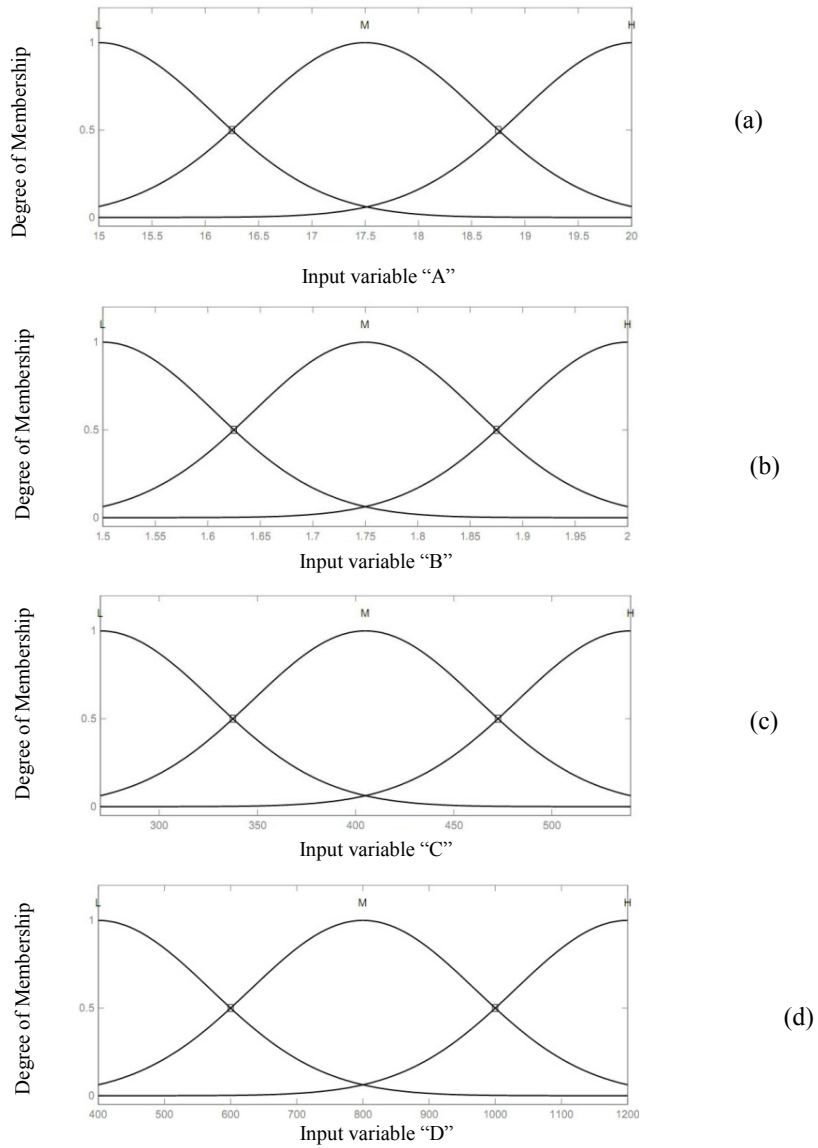 L M H
Degree of Membership
1
0.5
0
15 15.5 16 16.5 17 17.5 18 18.5 19 19.5 20
Input variable “A”
(a)
L M H
Degree of Membership
1
0.5
0
1.5 1.55 1.6 1.65 1.7 1.75 1.8 1.85 1.9 1.95 2
Input variable “B”
(b)
L M H
Degree of Membership
1
0.5
0
300 350 400 450 500
Input variable “C”
(c)
L M H
Degree of Membership
1
0.5
0
400 500 600 700 800 900 1000 1100 1200
Input variable “D”
(d)